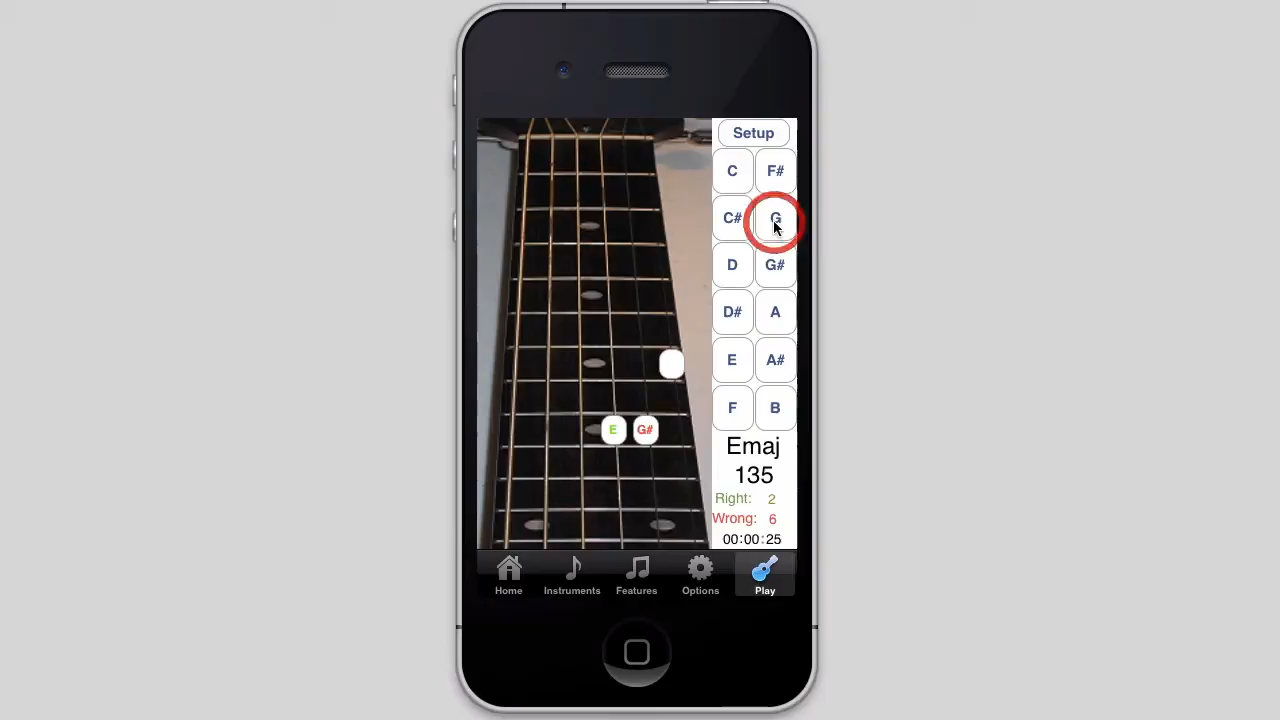 Setup
C F#
C# G
D G#
D# A
E A#
F B
E G#
Emaj
135
Right: 2
Wrong: 6
00:00:25
Home Instruments Features Options Play